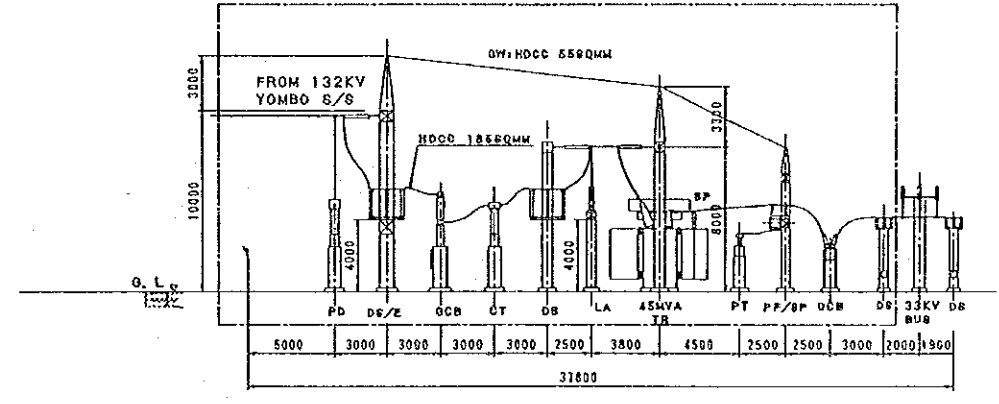 GW:HDCC 55SQMM
FROM 132KV
YOMBO S/S
3000
3300
HDCC 185SQMM
SP
10000
8000
4000
4000
G. L.
PD
DS/E
GCB
CT
DS
LA
45MVA
TR
PT
PF/SP
OCB
DS
33KV
BUS
DS
5000
3000
3000
3000
3000
2500
3800
4500
2500
2500
3000
2000
1900
37800